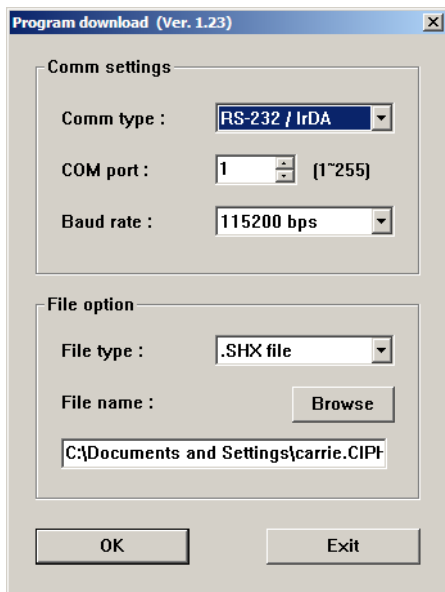 Program download (Ver. 1.23)
Comm settings
Comm type : RS-232 / IrDA
COM port : 1 (1~255)
Baud rate : 115200 bps
File option
File type : .SHX file
File name : Browse
C:\Documents and Settings\carrie.CIPH
OK Exit